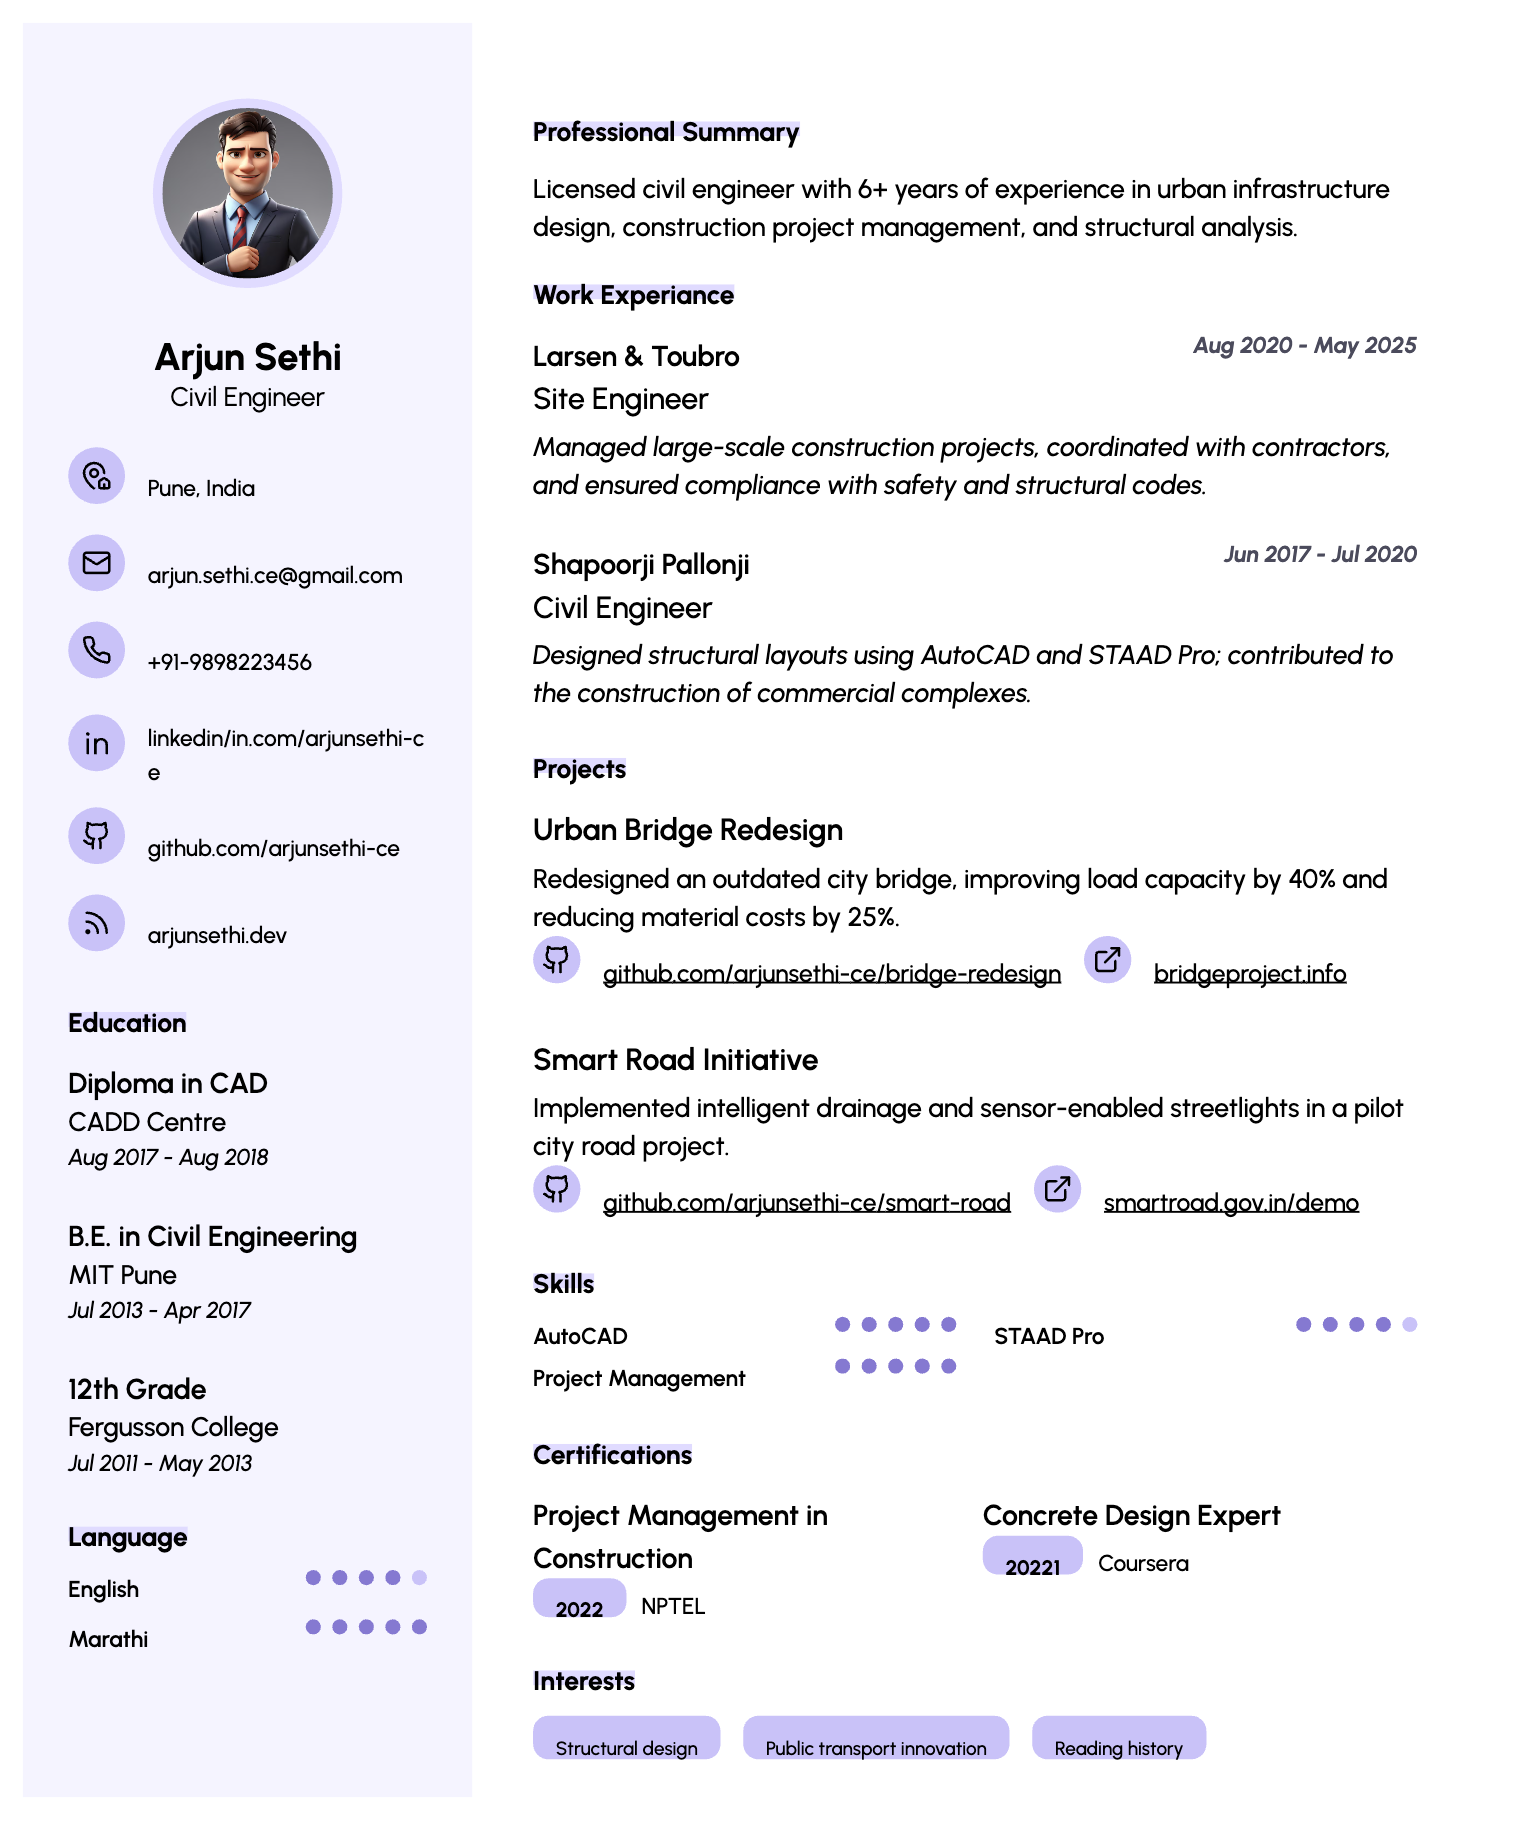 Arjun Sethi
Civil Engineer
Pune, India
arjun.sethi.ce@gmail.com
+91-9898223456
in
linkedin/in.com/arjunsethi-c
e
github.com/arjunsethi-ce
arjunsethi.dev
Education
Diploma in CAD
CADD Centre
Aug 2017 - Aug 2018
B.E. in Civil Engineering
MIT Pune
Jul 2013 - Apr 2017
12th Grade
Fergusson College
Jul 2011 - May 2013
Language
English
Marathi
Professional Summary
Licensed civil engineer with 6+ years of experience in urban infrastructure
design, construction project management, and structural analysis.
Work Experiance
Larsen & Toubro Aug 2020 - May 2025
Site Engineer
Managed large-scale construction projects, coordinated with contractors,
and ensured compliance with safety and structural codes.
Shapoorji Pallonji Jun 2017 - Jul 2020
Civil Engineer
Designed structural layouts using AutoCAD and STAAD Pro; contributed to
the construction of commercial complexes.
Projects
Urban Bridge Redesign
Redesigned an outdated city bridge, improving load capacity by 40% and
reducing material costs by 25%.
github.com/arjunsethi-ce/bridge-redesign bridgeproject.info
Smart Road Initiative
Implemented intelligent drainage and sensor-enabled streetlights in a pilot
city road project.
github.com/arjunsethi-ce/smart-road smartroad.gov.in/demo
Skills
AutoCAD STAAD Pro
Project Management
Certifications
Project Management in
Construction
2022 NPTEL
Concrete Design Expert
20221 Coursera
Interests
Structural design Public transport innovation Reading history